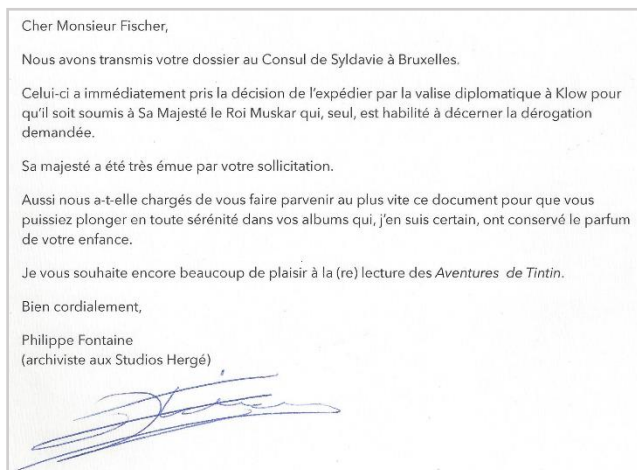 Cher Monsieur Fischer,
Nous avons transmis votre dossier au Consul de Syldavie à Bruxelles.
Celui-ci a immédiatement pris la décision de l'expédier par la valise diplomatique à Klow pour
qu'il soit soumis à Sa Majesté le Roi Muskar qui, seul, est habilité à décerner la dérogation
demandée.
Sa majesté a été très émue par votre sollicitation.
Aussi nous a-t-elle chargés de vous faire parvenir au plus vite ce document pour que vous
puissiez plonger en toute sérénité dans vos albums qui, j'en suis certain, ont conservé le parfum
de votre enfance.
Je vous souhaite encore beaucoup de plaisir à la (re) lecture des Aventures de Tintin.
Bien cordialement,
Philippe Fontaine
(archiviste aux Studios Hergé)